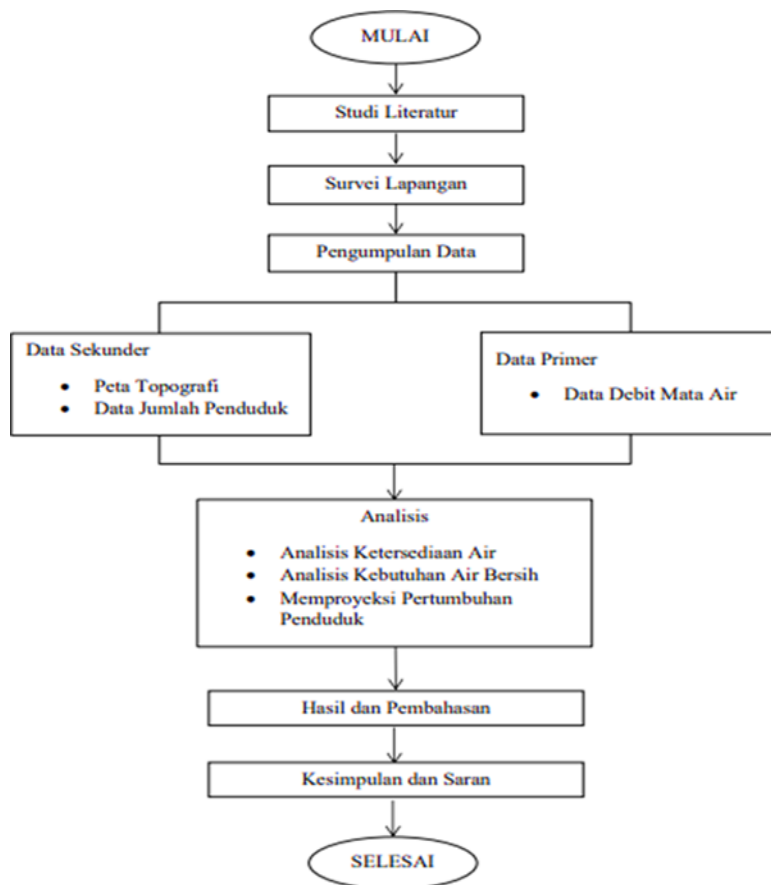 MULAI
Studi Literatur
Survei Lapangan
Pengumpulan Data
Data Sekunder
• Peta Topografi
• Data Jumlah Penduduk
Data Primer
• Data Debit Mata Air
Analisis
• Analisis Ketersediaan Air
• Analisis Kebutuhan Air Bersih
• Memproyeksi Pertumbuhan
Penduduk
Hasil dan Pembahasan
Kesimpulan dan Saran
SELESAI